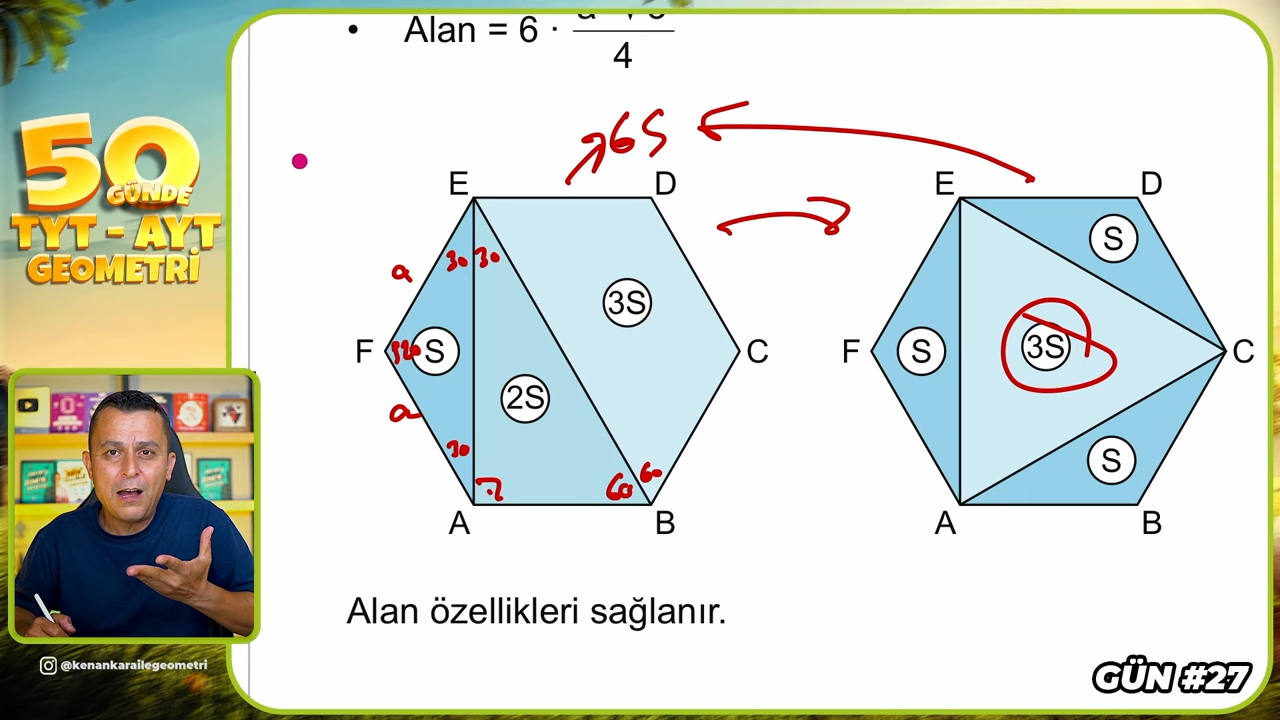 • Alan = 6 ·
4
6S
E
D
E
D
S
a
30
30
3S
F
120
S
C
F
S
3S
C
a
2S
30
60
60
S
A
B
A
B
Alan özellikleri sağlanır.
50
GÜNDE
TYT - AYT
GEOMETRİ
@kenankarailegeometri
GÜN #27